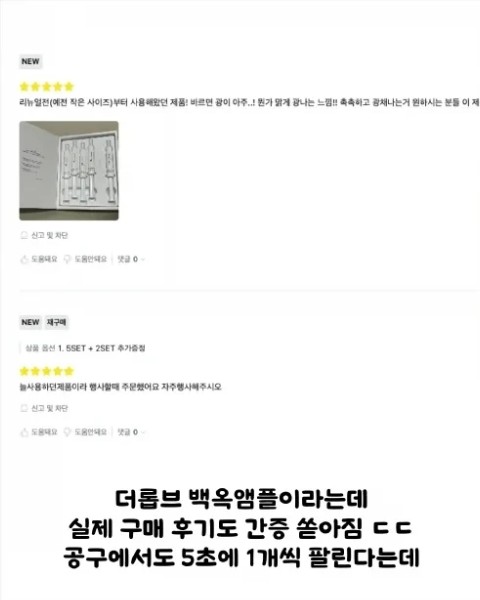 NEW
★★★★★
리뉴얼전(예전 작은 사이즈)부터 사용해왔던 제품! 바르면 광이 아주..! 뭔가 맑게 광나는 느낌!! 촉촉하고 광채나는거 원하시는 분들 이 제
신고 및 차단
도움돼요 도움안돼요 댓글 0
NEW 재구매
상품 옵션 1. 5SET + 2SET 추가증정
★★★★★
늘사용하던제품이라 행사할때 주문했어요 자주행사해주시오
신고 및 차단
도움돼요 도움안돼요 댓글 0
더롭브 백옥앰플이라는데
실제 구매 후기도 간증 쏟아짐 ㄷㄷ
공구에서도 5초에 1개씩 팔린다는데